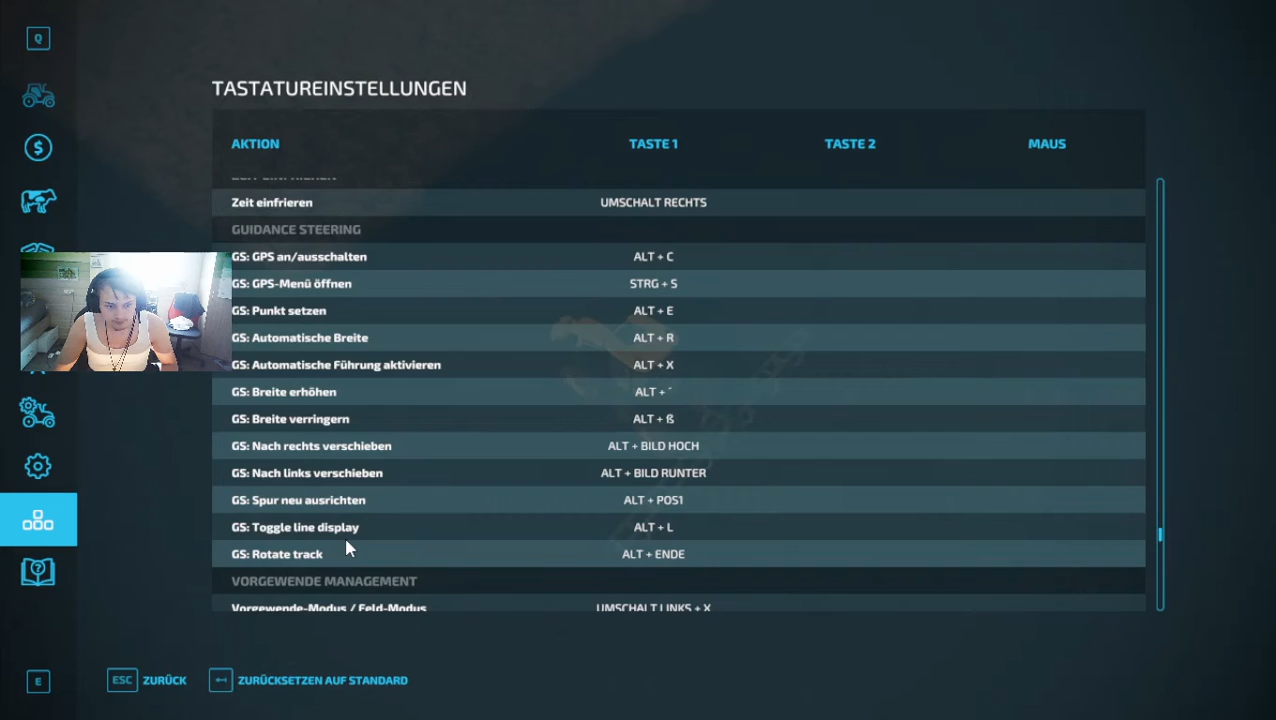 Q
TASTATUREINSTELLUNGEN
AKTION TASTE 1 TASTE 2 MAUS
Zeit einfrieren UMSCHALT RECHTS
GUIDANCE STEERING
GS: GPS an/ausschalten ALT + C
GS: GPS-Menü öffnen STRG + S
GS: Punkt setzen ALT + E
GS: Automatische Breite ALT + R
GS: Automatische Führung aktivieren ALT + X
GS: Breite erhöhen ALT + ´
GS: Breite verringern ALT + ß
GS: Nach rechts verschieben ALT + BILD HOCH
GS: Nach links verschieben ALT + BILD RUNTER
GS: Spur neu ausrichten ALT + POS1
GS: Toggle line display ALT + L
GS: Rotate track ALT + ENDE
VORGEWENDE MANAGEMENT
Vorgewende-Modus / Feld-Modus UMSCHALT LINKS + X
E ESC ZURÜCK ZURÜCKSETZEN AUF STANDARD